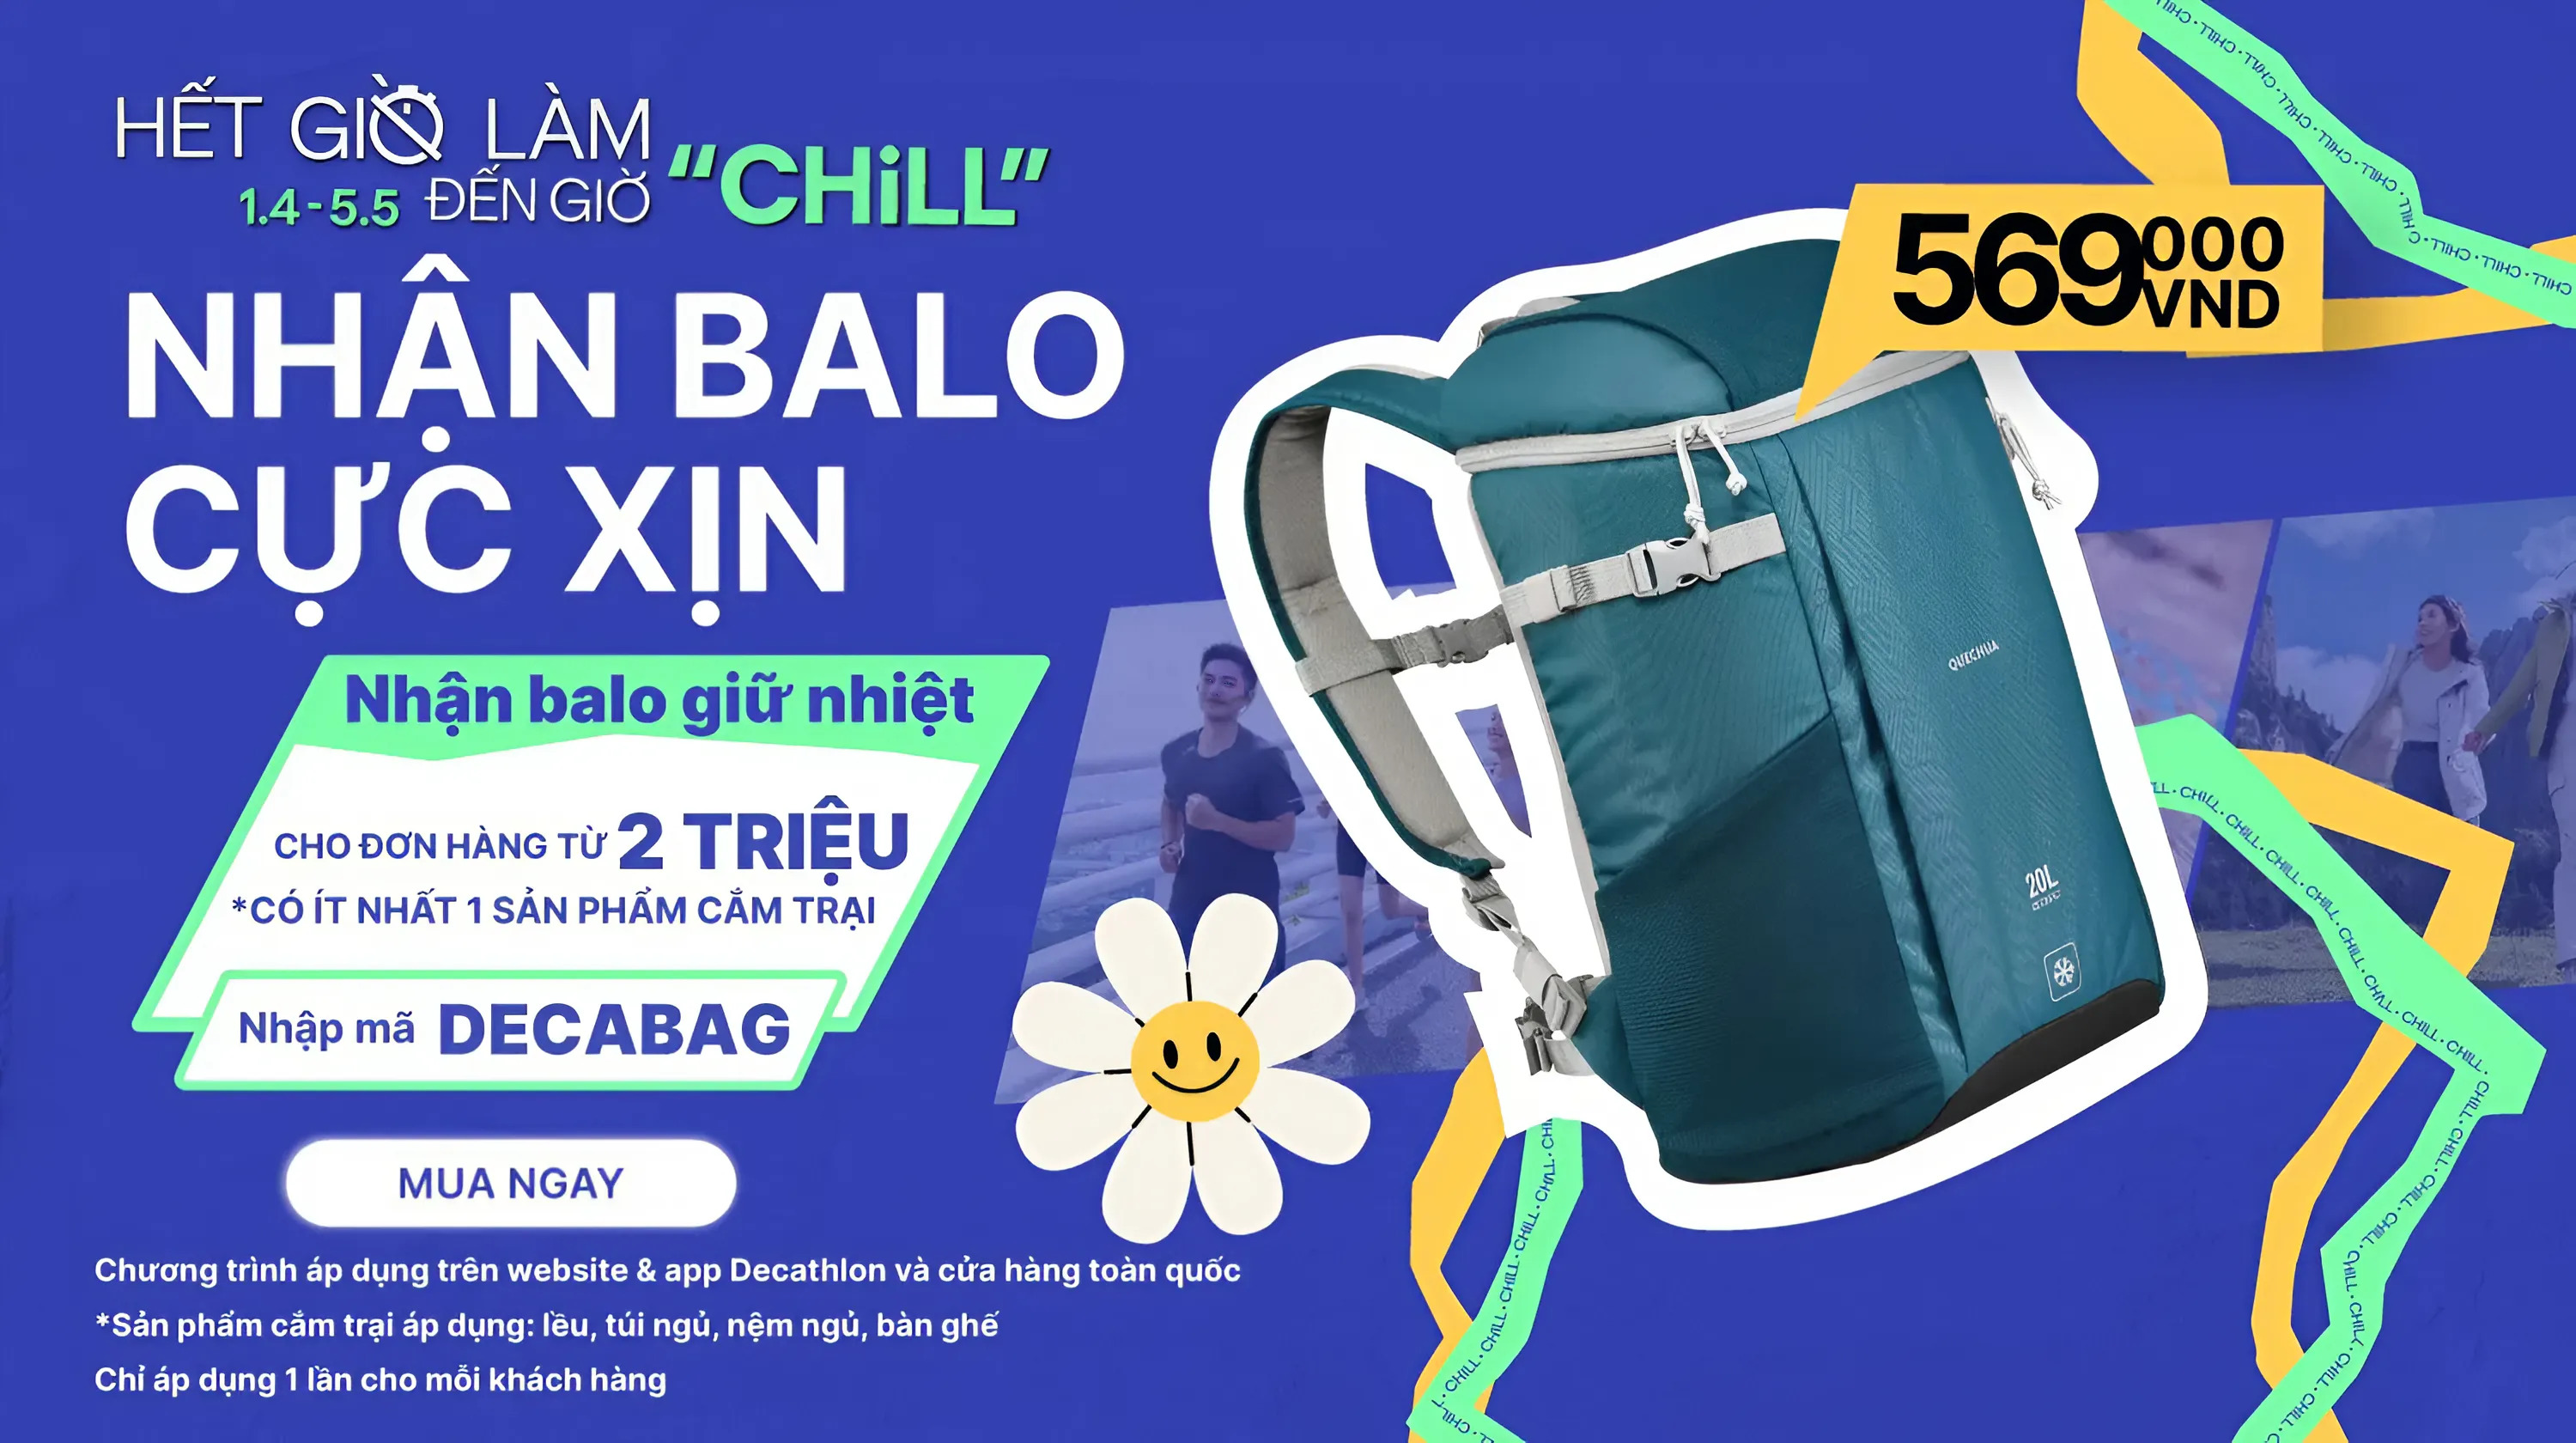 HẾT GIỜ LÀM
1.4-5.5 ĐẾN GIỜ “CHiLL”
NHẬN BALO
CỰC XỊN
Nhận balo giữ nhiệt
CHO ĐƠN HÀNG TỪ 2 TRIỆU
*CÓ ÍT NHẤT 1 SẢN PHẨM CẮM TRẠI
Nhập mã DECABAG
MUA NGAY
Chương trình áp dụng trên website & app Decathlon và cửa hàng toàn quốc
*Sản phẩm cắm trại áp dụng: lều, túi ngủ, nệm ngủ, bàn ghế
Chỉ áp dụng 1 lần cho mỗi khách hàng
569000
VND
QUECHUA
20L
CHILL · CHILL · CHILL · CHILL · CHILL · CHILL · CHILL